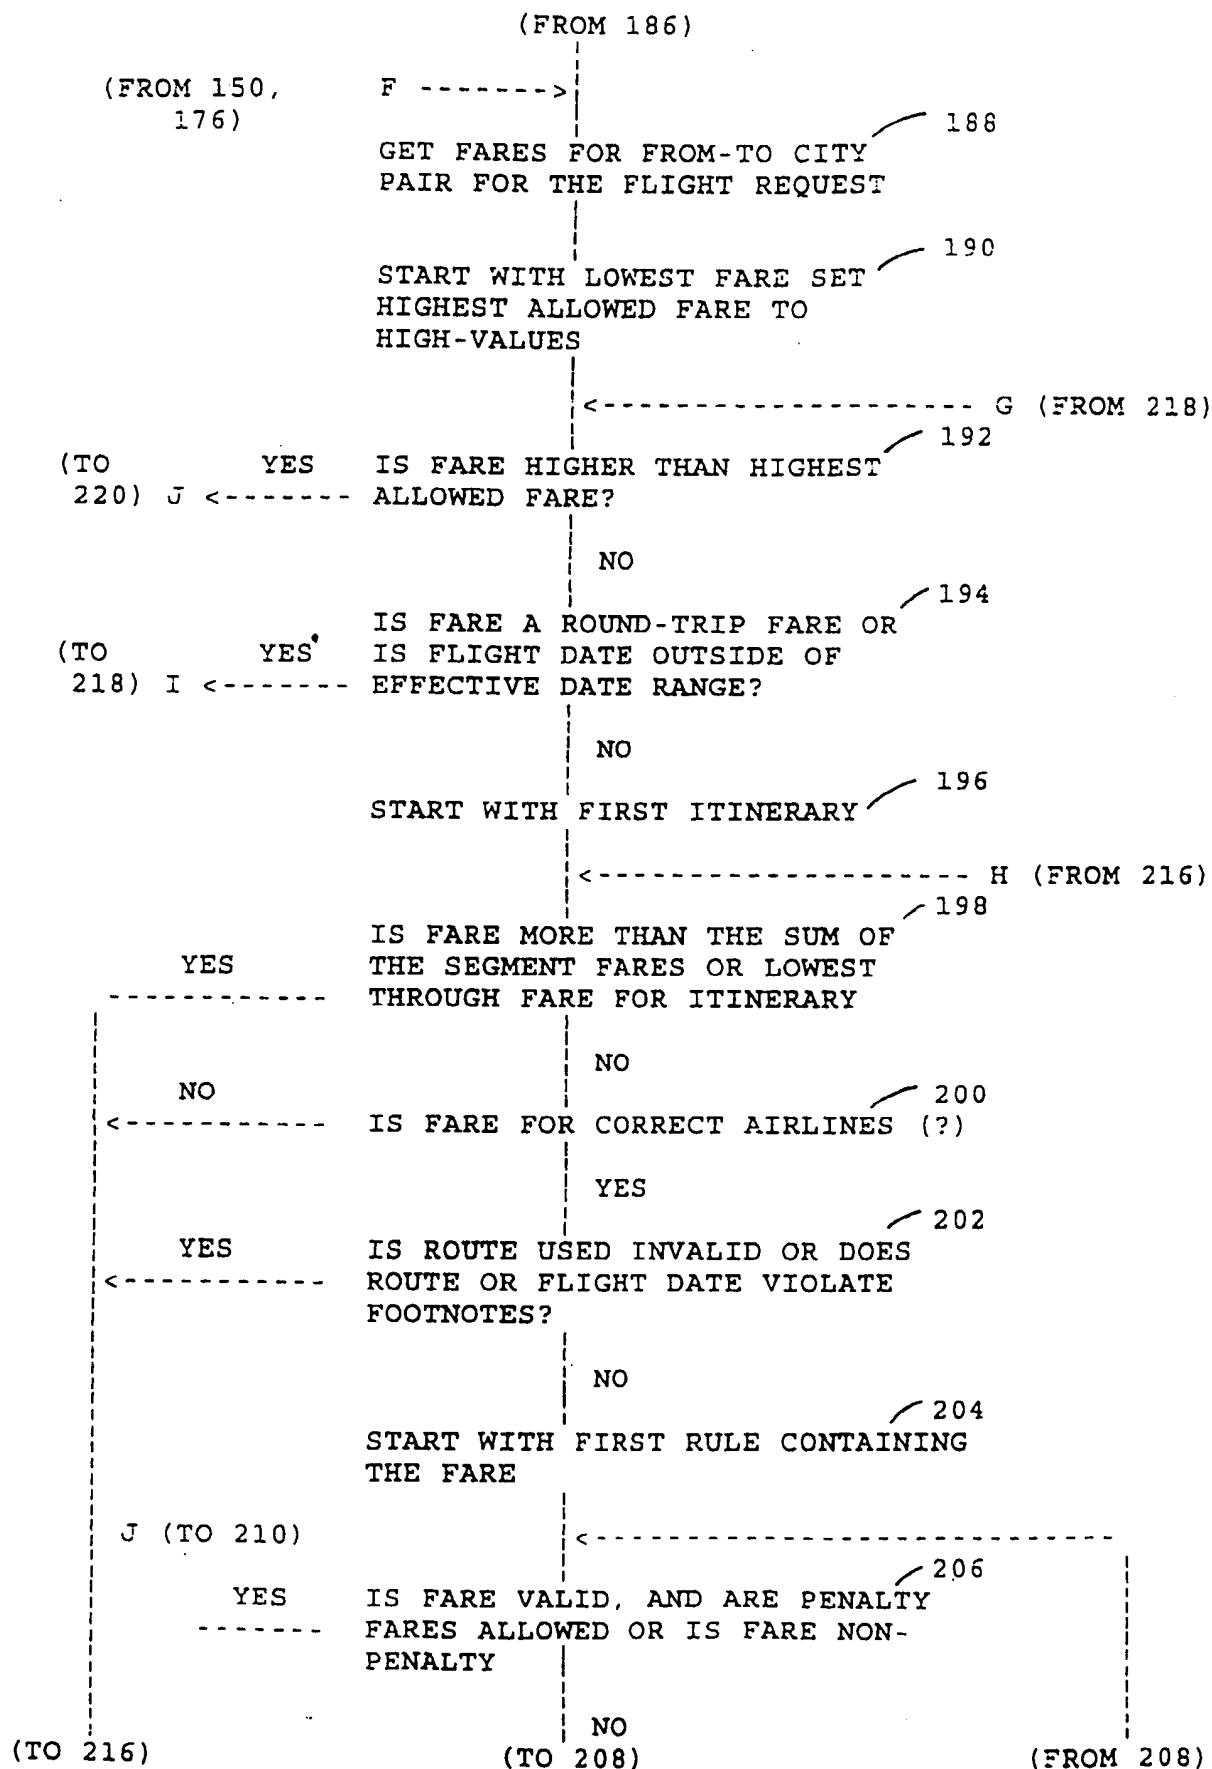 (FROM 186)
(FROM 150, F ------->
176)
188
GET FARES FOR FROM-TO CITY
PAIR FOR THE FLIGHT REQUEST
190
START WITH LOWEST FARE SET
HIGHEST ALLOWED FARE TO
HIGH-VALUES
<--------------------- G (FROM 218)
192
(TO YES IS FARE HIGHER THAN HIGHEST
220) J <------- ALLOWED FARE?
NO
194
IS FARE A ROUND-TRIP FARE OR
(TO YES IS FLIGHT DATE OUTSIDE OF
218) I <------- EFFECTIVE DATE RANGE?
NO
196
START WITH FIRST ITINERARY
<--------------------- H (FROM 216)
198
IS FARE MORE THAN THE SUM OF
YES THE SEGMENT FARES OR LOWEST
------------ THROUGH FARE FOR ITINERARY
NO
NO
200
<----------- IS FARE FOR CORRECT AIRLINES (?)
YES
202
YES IS ROUTE USED INVALID OR DOES
<----------- ROUTE OR FLIGHT DATE VIOLATE
FOOTNOTES?
NO
204
START WITH FIRST RULE CONTAINING
THE FARE
J (TO 210) <----------------------------
206
YES IS FARE VALID, AND ARE PENALTY
------- FARES ALLOWED OR IS FARE NON-
PENALTY
NO
(TO 216) (TO 208) (FROM 208)